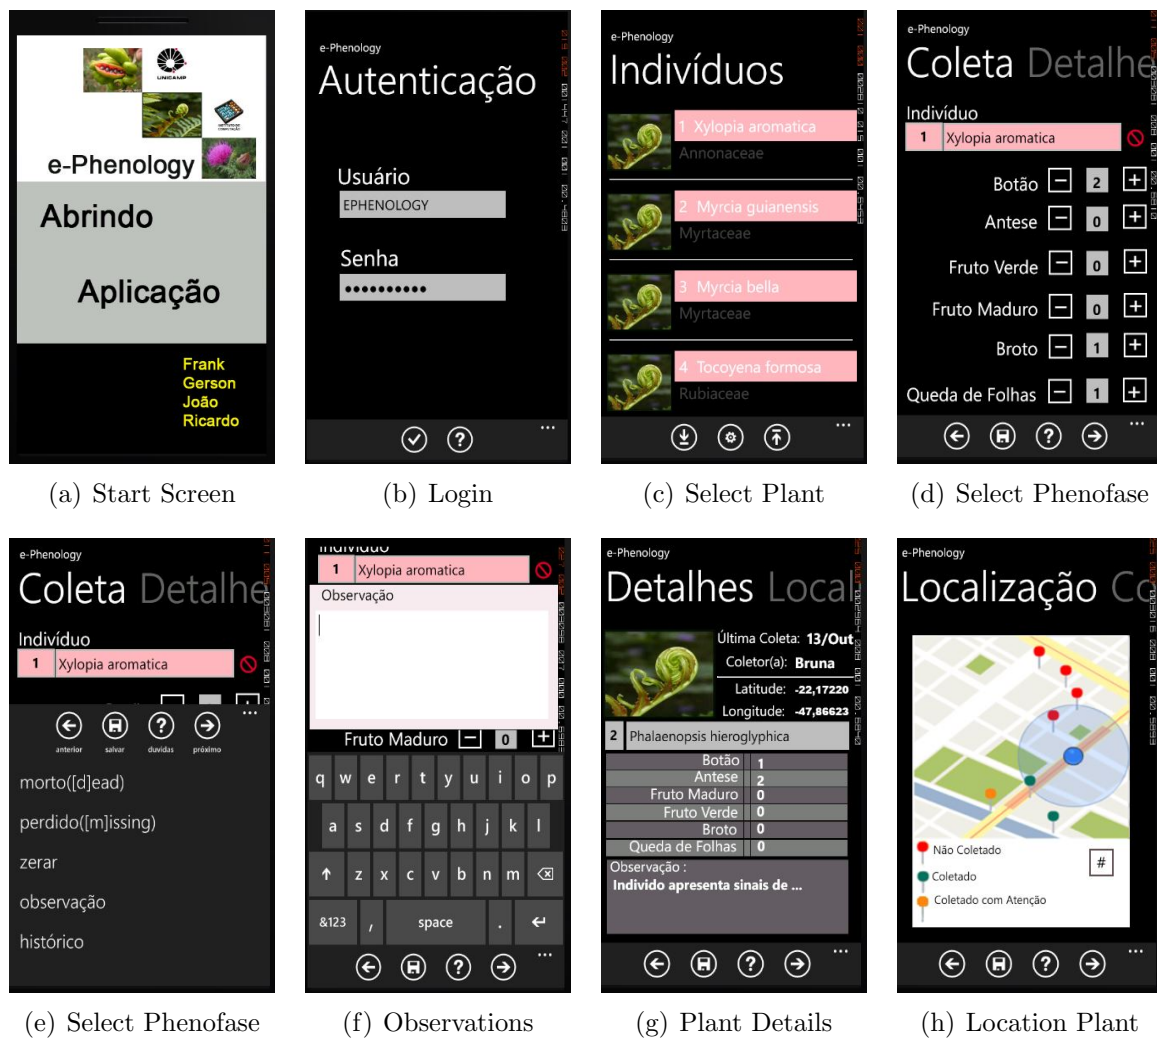 UNICAMP
e-Phenology
Abrindo
Aplicação
Frank
Gerson
João
Ricardo
(a) Start Screen
e-Phenology
Autenticação
Usuário
EPHENOLOGY
Senha
(b) Login
e-Phenology
Indivíduos
1 Xylopia aromatica
Annonaceae
2 Myrcia guianensis
Myrtaceae
3 Myrcia bella
Myrtaceae
4 Tocoyena formosa
Rubiaceae
(c) Select Plant
e-Phenology
Coleta Detalhe
Indivíduo
1 Xylopia aromatica
Botão 2
Antese 0
Fruto Verde 0
Fruto Maduro 0
Broto 1
Queda de Folhas 1
(d) Select Phenofase
e-Phenology
Coleta Detalhe
Indivíduo
1 Xylopia aromatica
anterior salvar duvidas próximo
morto([d]ead)
perdido([m]issing)
zerar
observação
histórico
(e) Select Phenofase
Indivíduo
1 Xylopia aromatica
Observação
Fruto Maduro 0
q w e r t y u i o p
a s d f g h j k l
z x c v b n m
&123 , space .
(f) Observations
e-Phenology
Detalhes Local
Última Coleta: 13/Out
Coletor(a): Bruna
Latitude: -22,17220
Longitude: -47,86623
2 Phalaenopsis hieroglyphica
Botão 1
Antese 2
Fruto Maduro 0
Fruto Verde 0
Broto 0
Queda de Folhas 0
Observação :
Individo apresenta sinais de ...
(g) Plant Details
e-Phenology
Localização Co
Não Coletado
#
Coletado
Coletado com Atenção
(h) Location Plant